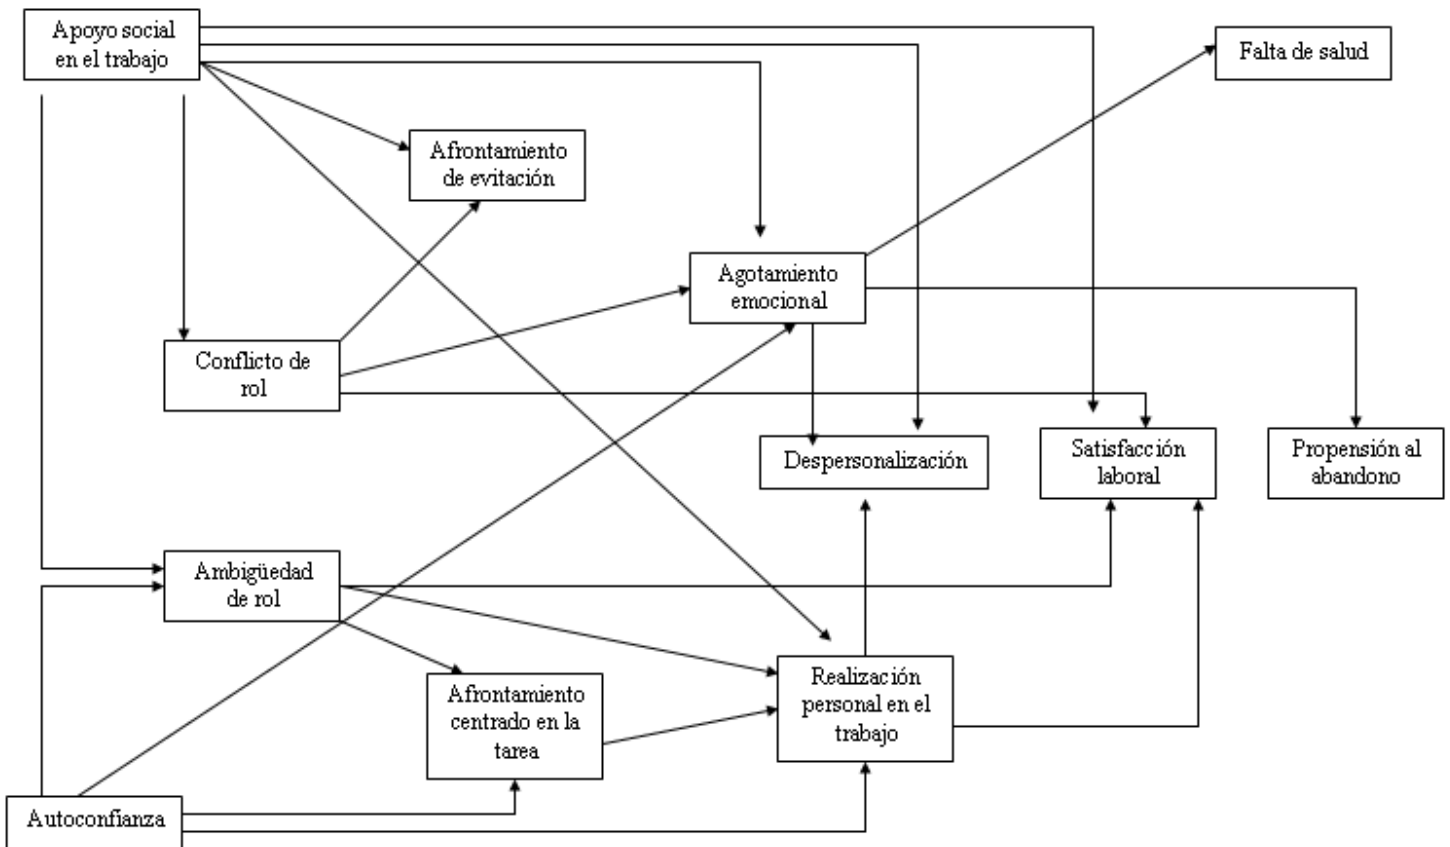 Apoyo social
en el trabajo
Falta de salud
Afrontamiento
de evitación
Agotamiento
emocional
Conflicto de
rol
Despersonalización
Satisfacción
laboral
Propensión al
abandono
Ambigüedad
de rol
Afrontamiento
centrado en la
tarea
Realización
personal en el
trabajo
Autoconfianza